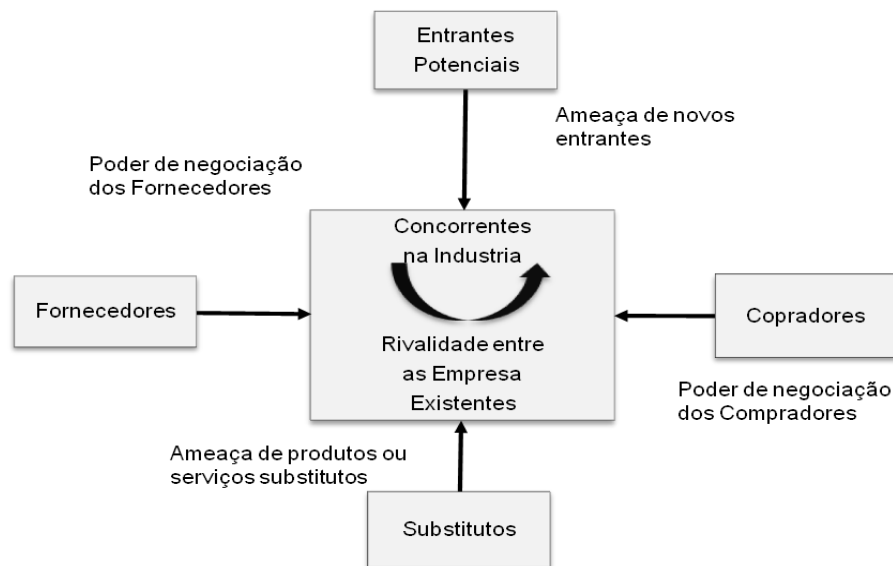 Entrantes
Potenciais
Ameaça de novos
entrantes
Poder de negociação
dos Fornecedores
Concorrentes
na Industria
Fornecedores
Copradores
Rivalidade entre
as Empresa
Existentes
Poder de negociação
dos Compradores
Ameaça de produtos ou
serviços substitutos
Substitutos